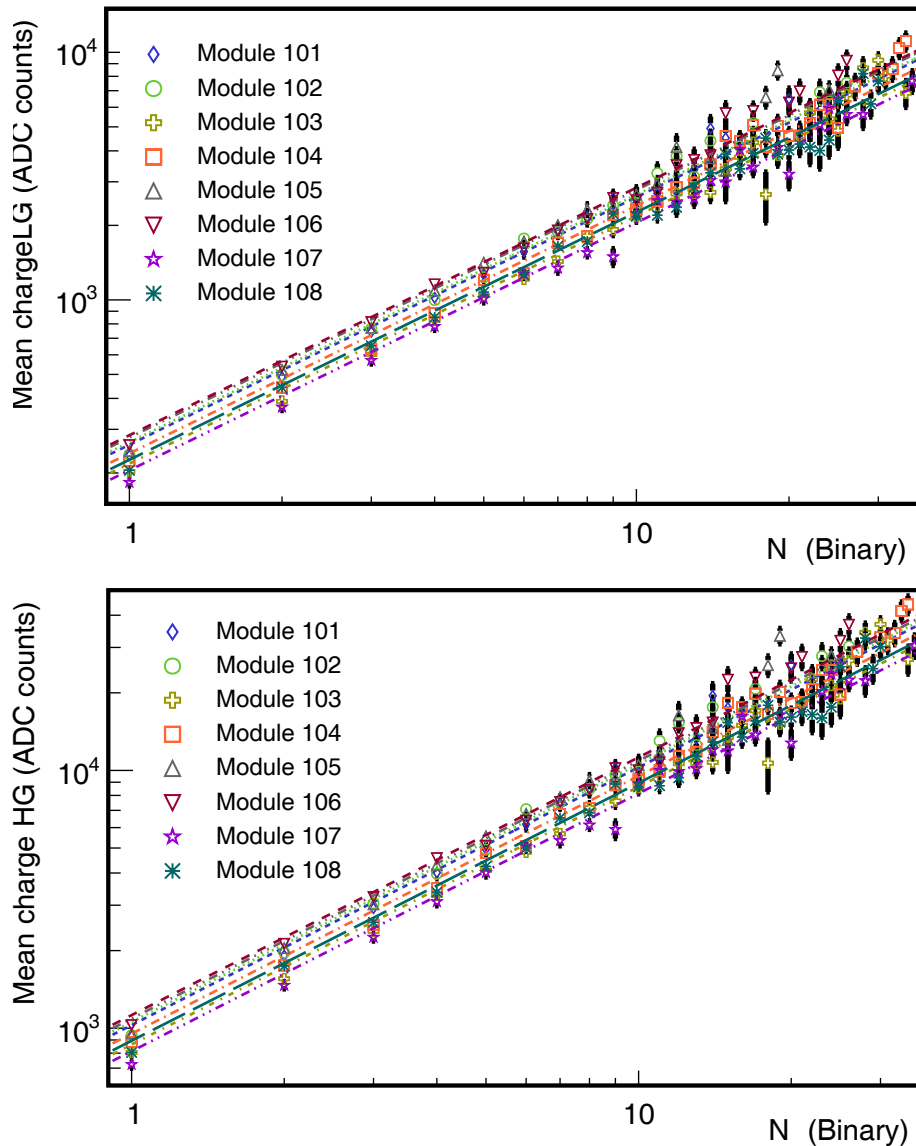 Mean chargeLG (ADC counts)
10⁴
10³
Module 101
Module 102
Module 103
Module 104
Module 105
Module 106
Module 107
Module 108
1
10
N (Binary)
Mean charge HG (ADC counts)
10⁴
10³
Module 101
Module 102
Module 103
Module 104
Module 105
Module 106
Module 107
Module 108
1
10
N (Binary)